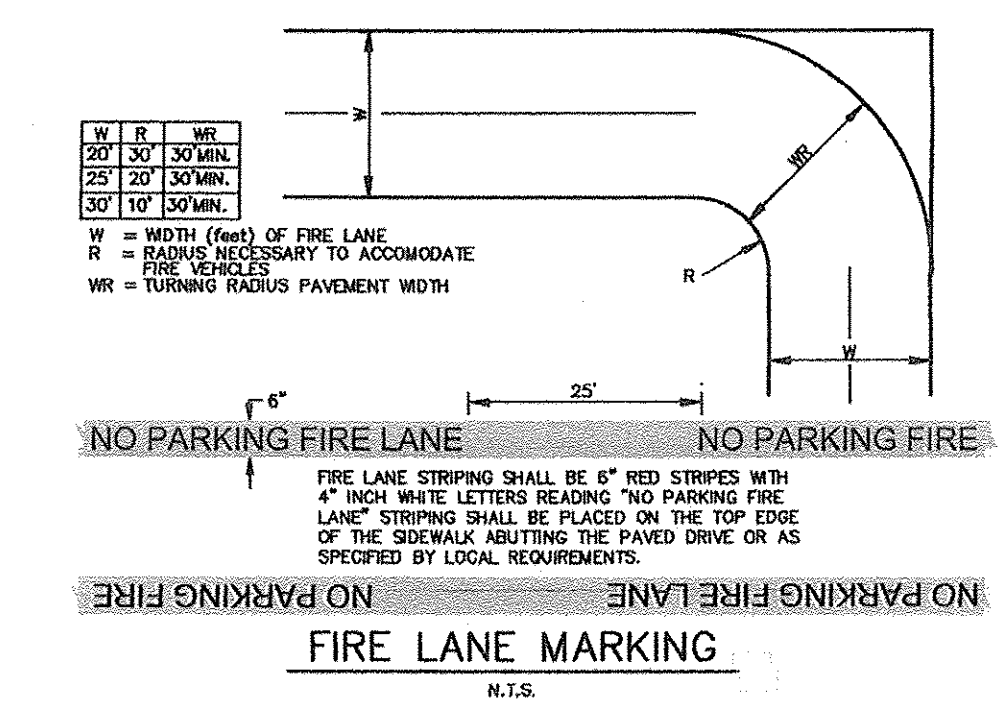 W
W R WR
20' 30' 30'MIN.
25' 20' 30'MIN.
30' 10' 30'MIN.
WR
W = WIDTH (feet) OF FIRE LANE
R = RADIUS NECESSARY TO ACCOMODATE
FIRE VEHICLES
WR = TURNING RADIUS PAVEMENT WIDTH
R
W
6"
25'
NO PARKING FIRE LANE
NO PARKING FIRE
FIRE LANE STRIPING SHALL BE 6" RED STRIPES WITH
4" INCH WHITE LETTERS READING "NO PARKING FIRE
LANE" STRIPING SHALL BE PLACED ON THE TOP EDGE
OF THE SIDEWALK ABUTTING THE PAVED DRIVE OR AS
SPECIFIED BY LOCAL REQUIREMENTS.
NO PARKING FIRE
NO PARKING FIRE LANE
FIRE LANE MARKING
N.T.S.